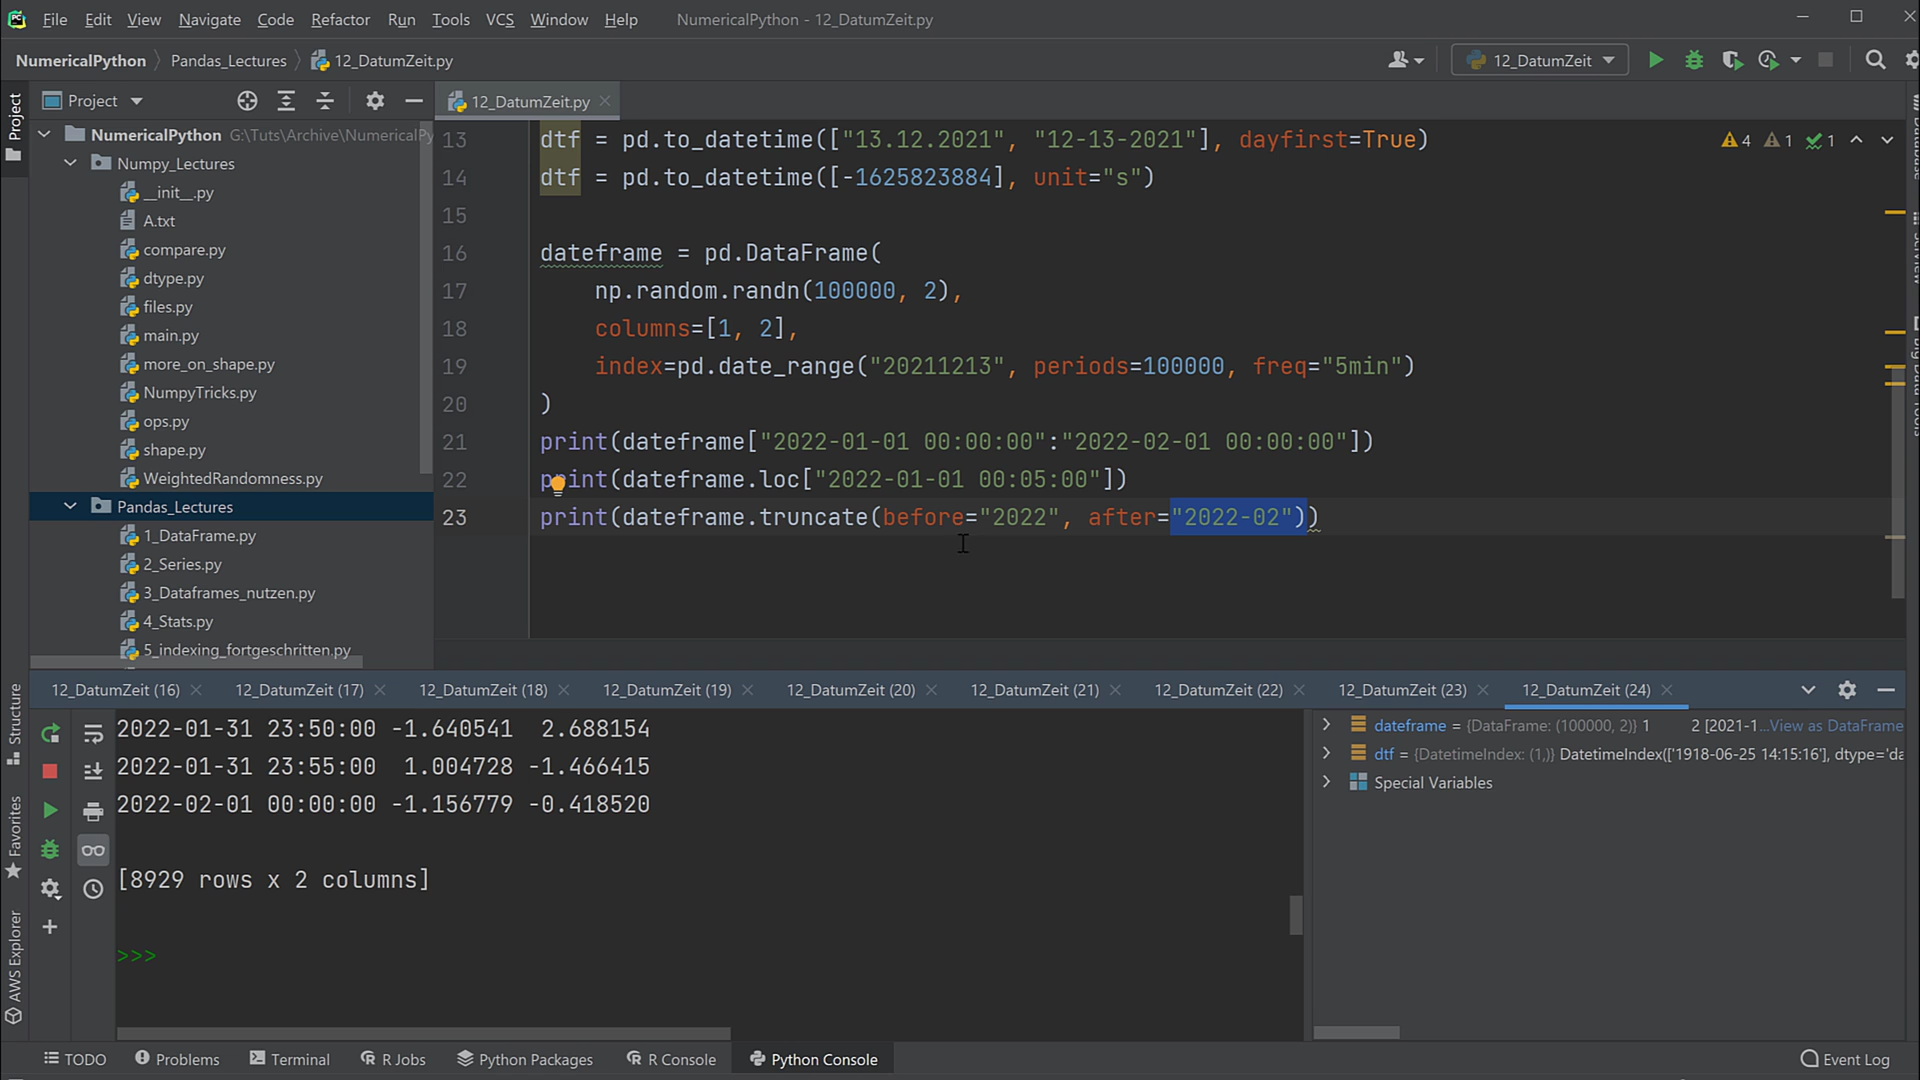 File Edit View Navigate Code Refactor Run Tools VCS Window Help NumericalPython - 12_DatumZeit.py
NumericalPython Pandas_Lectures 12_DatumZeit.py 12_DatumZeit
Project 12_DatumZeit.py
Project
NumericalPython G:\Tuts\Archive\NumericalPy
Numpy_Lectures
__init__.py
A.txt
compare.py
dtype.py
files.py
main.py
more_on_shape.py
NumpyTricks.py
ops.py
shape.py
WeightedRandomness.py
Pandas_Lectures
1_DataFrame.py
2_Series.py
3_Dataframes_nutzen.py
4_Stats.py
5_indexing_fortgeschritten.py
13 dtf = pd.to_datetime(["13.12.2021", "12-13-2021"], dayfirst=True)
4 1 1
14 dtf = pd.to_datetime([-1625823884], unit="s")
15
16 dateframe = pd.DataFrame(
17 np.random.randn(100000, 2),
18 columns=[1, 2],
19 index=pd.date_range("20211213", periods=100000, freq="5min")
20 )
21 print(dateframe["2022-01-01 00:00:00":"2022-02-01 00:00:00"])
22 print(dateframe.loc["2022-01-01 00:05:00"])
23 print(dateframe.truncate(before="2022", after="2022-02"))
12_DatumZeit (16) 12_DatumZeit (17) 12_DatumZeit (18) 12_DatumZeit (19) 12_DatumZeit (20) 12_DatumZeit (21) 12_DatumZeit (22) 12_DatumZeit (23) 12_DatumZeit (24)
2022-01-31 23:50:00 -1.640541 2.688154
2022-01-31 23:55:00 1.004728 -1.466415
2022-02-01 00:00:00 -1.156779 -0.418520
[8929 rows x 2 columns]
>>>
dateframe = {DataFrame: (100000, 2)} 1 2 [2021-1...View as DataFrame
dtf = {DatetimeIndex: (1,)} DatetimeIndex(['1918-06-25 14:15:16'], dtype='da
Special Variables
Structure
Favorites
AWS Explorer
TODO Problems Terminal R Jobs Python Packages R Console Python Console Event Log